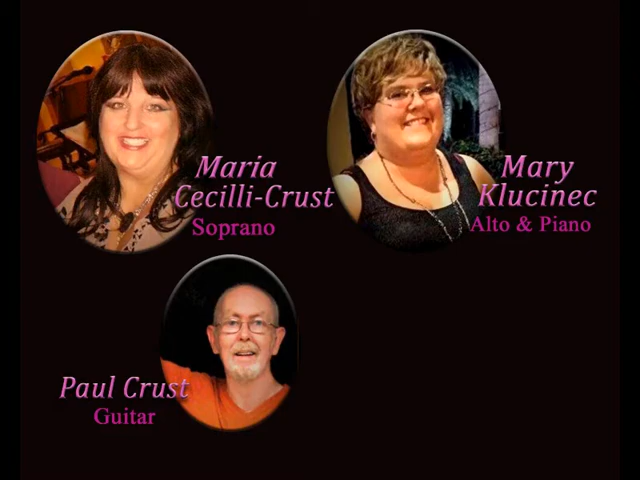 Maria
Cecilli-Crust
Soprano
Mary
Klucinec
Alto & Piano
Paul Crust
Guitar